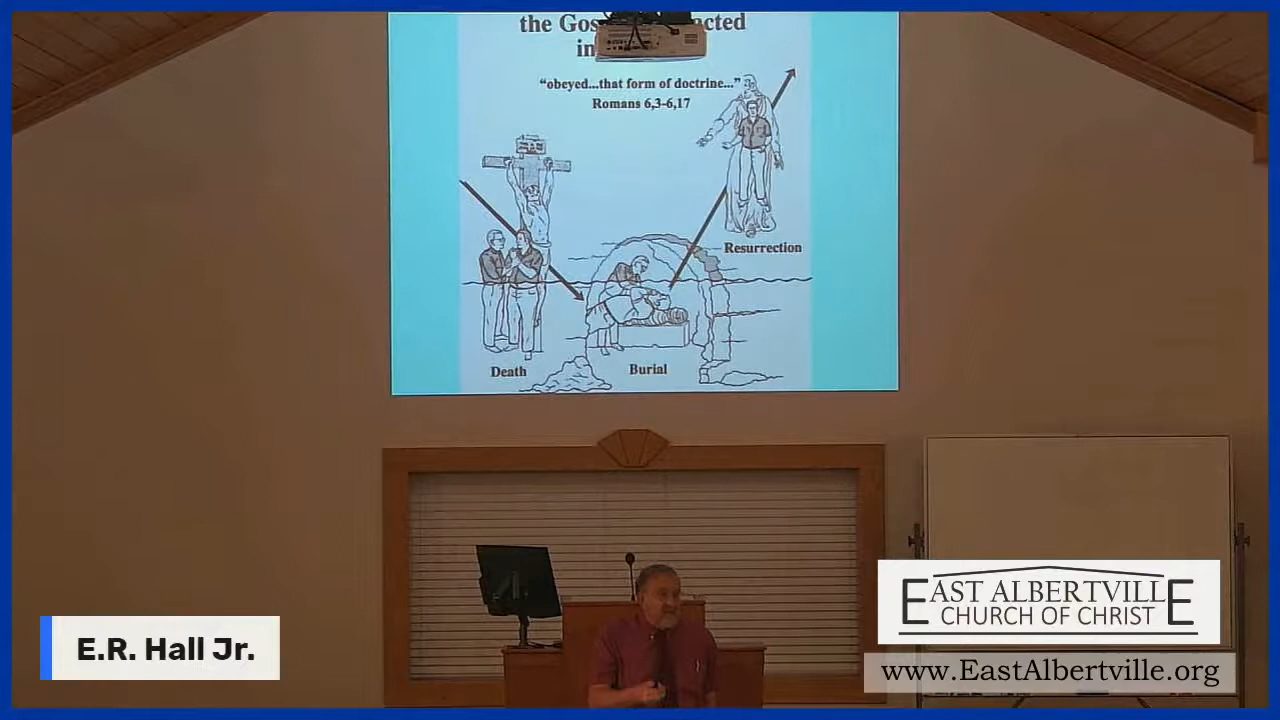 the Gos acted
in
“obeyed...that form of doctrine...”
Romans 6,3-6,17
Resurrection
Death
Burial
E.R. Hall Jr.
EAST ALBERTVILLE
CHURCH OF CHRIST
www.EastAlbertville.org